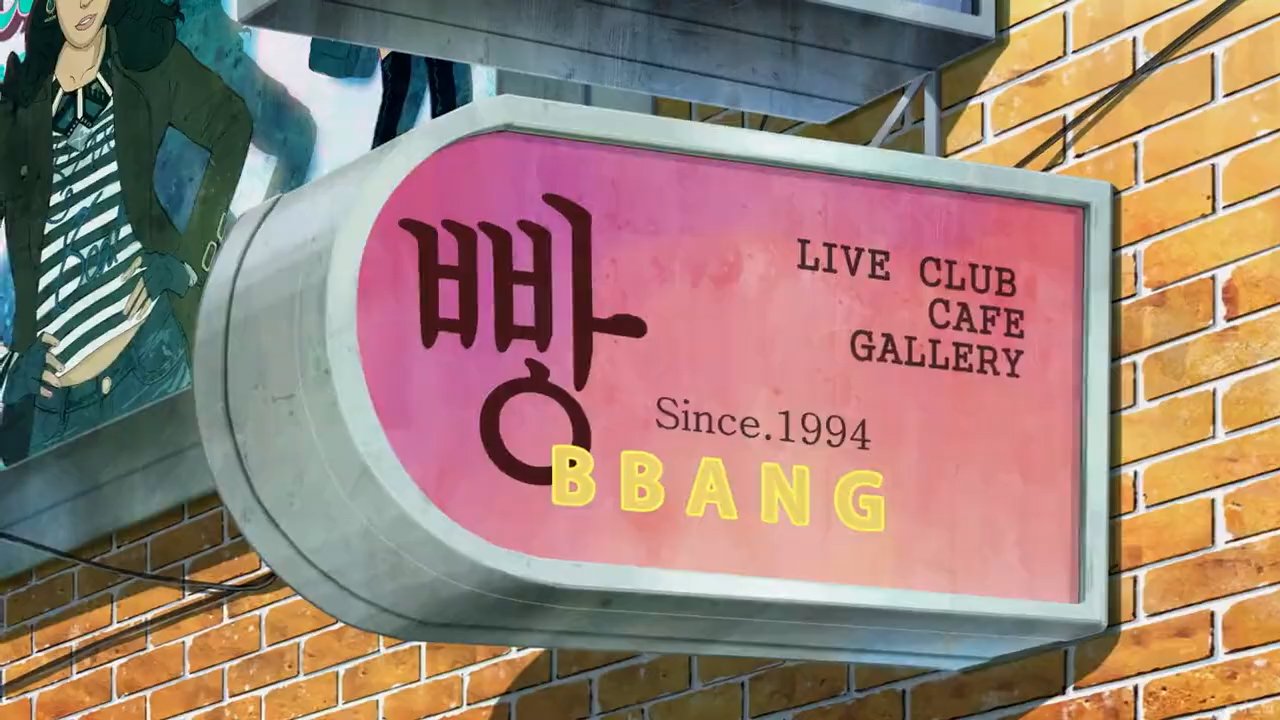 빵
LIVE CLUB
CAFE
GALLERY
Since.1994
BBANG